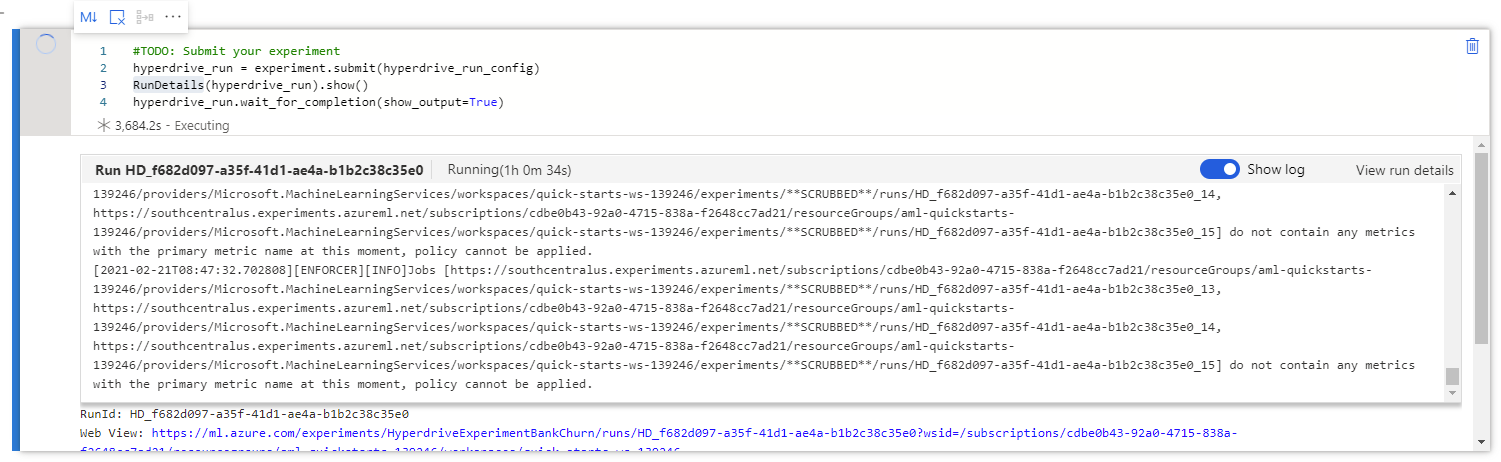 M↓ ···
1 #TODO: Submit your experiment
2 hyperdrive_run = experiment.submit(hyperdrive_run_config)
3 RunDetails(hyperdrive_run).show()
4 hyperdrive_run.wait_for_completion(show_output=True)
3,684.2s - Executing
Run HD_f682d097-a35f-41d1-ae4a-b1b2c38c35e0 Running(1h 0m 34s) Show log View run details
139246/providers/Microsoft.MachineLearningServices/workspaces/quick-starts-ws-139246/experiments/**SCRUBBED**/runs/HD_f682d097-a35f-41d1-ae4a-b1b2c38c35e0_14,
https://southcentralus.experiments.azureml.net/subscriptions/cdbe0b43-92a0-4715-838a-f2648cc7ad21/resourceGroups/aml-quickstarts-
139246/providers/Microsoft.MachineLearningServices/workspaces/quick-starts-ws-139246/experiments/**SCRUBBED**/runs/HD_f682d097-a35f-41d1-ae4a-b1b2c38c35e0_15] do not contain any metrics
with the primary metric name at this moment, policy cannot be applied.
[2021-02-21T08:47:32.702808][ENFORCER][INFO]Jobs [https://southcentralus.experiments.azureml.net/subscriptions/cdbe0b43-92a0-4715-838a-f2648cc7ad21/resourceGroups/aml-quickstarts-
139246/providers/Microsoft.MachineLearningServices/workspaces/quick-starts-ws-139246/experiments/**SCRUBBED**/runs/HD_f682d097-a35f-41d1-ae4a-b1b2c38c35e0_13,
https://southcentralus.experiments.azureml.net/subscriptions/cdbe0b43-92a0-4715-838a-f2648cc7ad21/resourceGroups/aml-quickstarts-
139246/providers/Microsoft.MachineLearningServices/workspaces/quick-starts-ws-139246/experiments/**SCRUBBED**/runs/HD_f682d097-a35f-41d1-ae4a-b1b2c38c35e0_14,
https://southcentralus.experiments.azureml.net/subscriptions/cdbe0b43-92a0-4715-838a-f2648cc7ad21/resourceGroups/aml-quickstarts-
139246/providers/Microsoft.MachineLearningServices/workspaces/quick-starts-ws-139246/experiments/**SCRUBBED**/runs/HD_f682d097-a35f-41d1-ae4a-b1b2c38c35e0_15] do not contain any metrics
with the primary metric name at this moment, policy cannot be applied.
RunId: HD_f682d097-a35f-41d1-ae4a-b1b2c38c35e0
Web View: https://ml.azure.com/experiments/HyperdriveExperimentBankChurn/runs/HD_f682d097-a35f-41d1-ae4a-b1b2c38c35e0?wsid=/subscriptions/cdbe0b43-92a0-4715-838a-